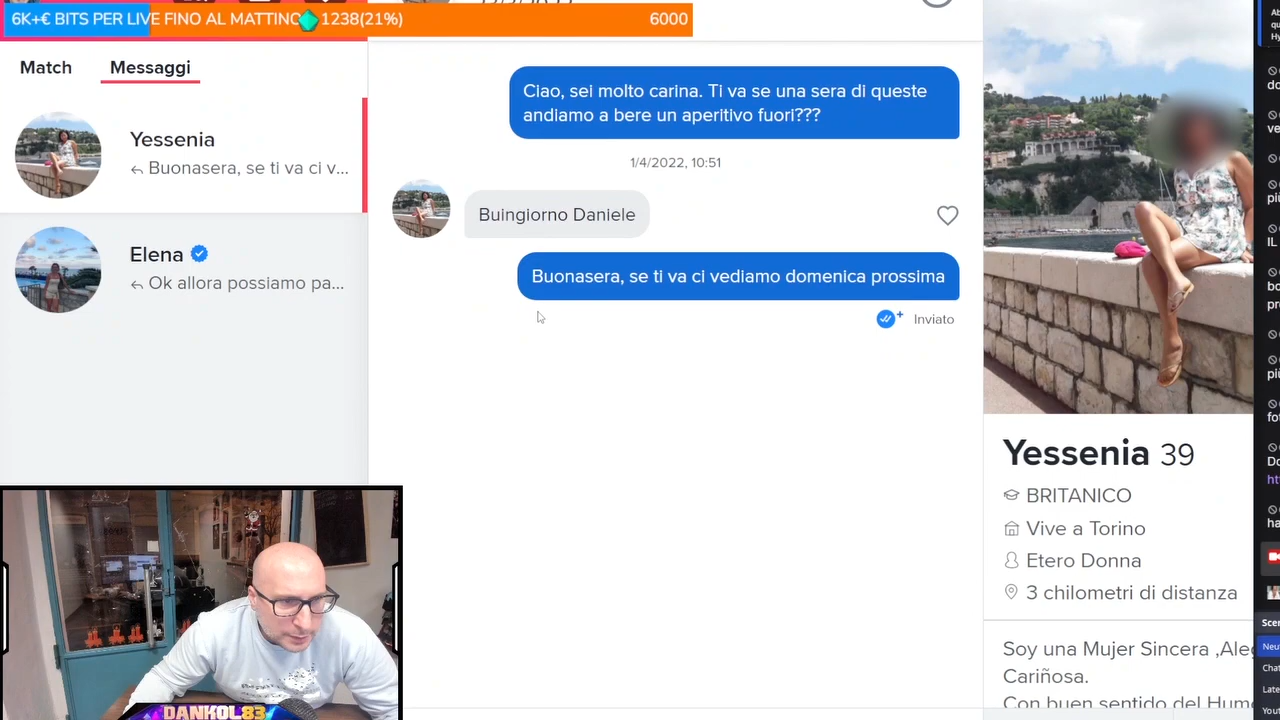 6K+€ BITS PER LIVE FINO AL MATTINO 1238(21%) 6000
Match Messaggi
Yessenia
Buonasera, se ti va ci v...
Elena
Ok allora possiamo pa...
Ciao, sei molto carina. Ti va se una sera di queste
andiamo a bere un aperitivo fuori???
1/4/2022, 10:51
Buingiorno Daniele
Buonasera, se ti va ci vediamo domenica prossima
Inviato
Yessenia 39
BRITANICO
Vive a Torino
Etero Donna
3 chilometri di distanza
Soy una Mujer Sincera ,Aleg
Cariñosa.
Con buen sentido del Hum
DANKOL83